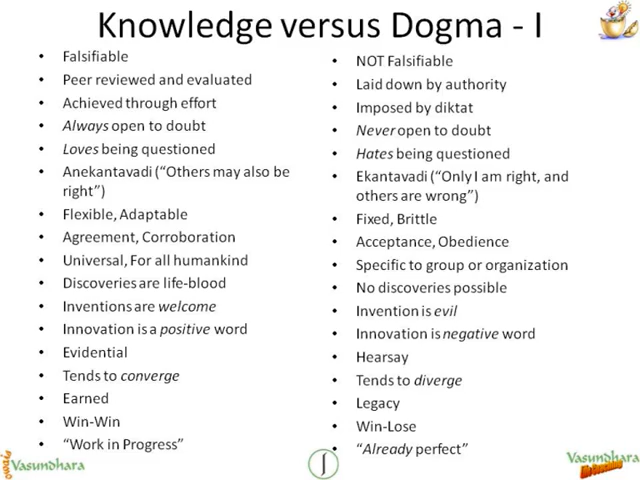 Knowledge versus Dogma - I
• Falsifiable
• Peer reviewed and evaluated
• Achieved through effort
• Always open to doubt
• Loves being questioned
• Anekantavadi (“Others may also be
right”)
• Flexible, Adaptable
• Agreement, Corroboration
• Universal, For all humankind
• Discoveries are life-blood
• Inventions are welcome
• Innovation is a positive word
• Evidential
• Tends to converge
• Earned
• Win-Win
• “Work in Progress”
• NOT Falsifiable
• Laid down by authority
• Imposed by diktat
• Never open to doubt
• Hates being questioned
• Ekantavadi (“Only I am right, and
others are wrong”)
• Fixed, Brittle
• Acceptance, Obedience
• Specific to group or organization
• No discoveries possible
• Invention is evil
• Innovation is negative word
• Hearsay
• Tends to diverge
• Legacy
• Win-Lose
• “Already perfect”
Vasundhara
Vasundhara